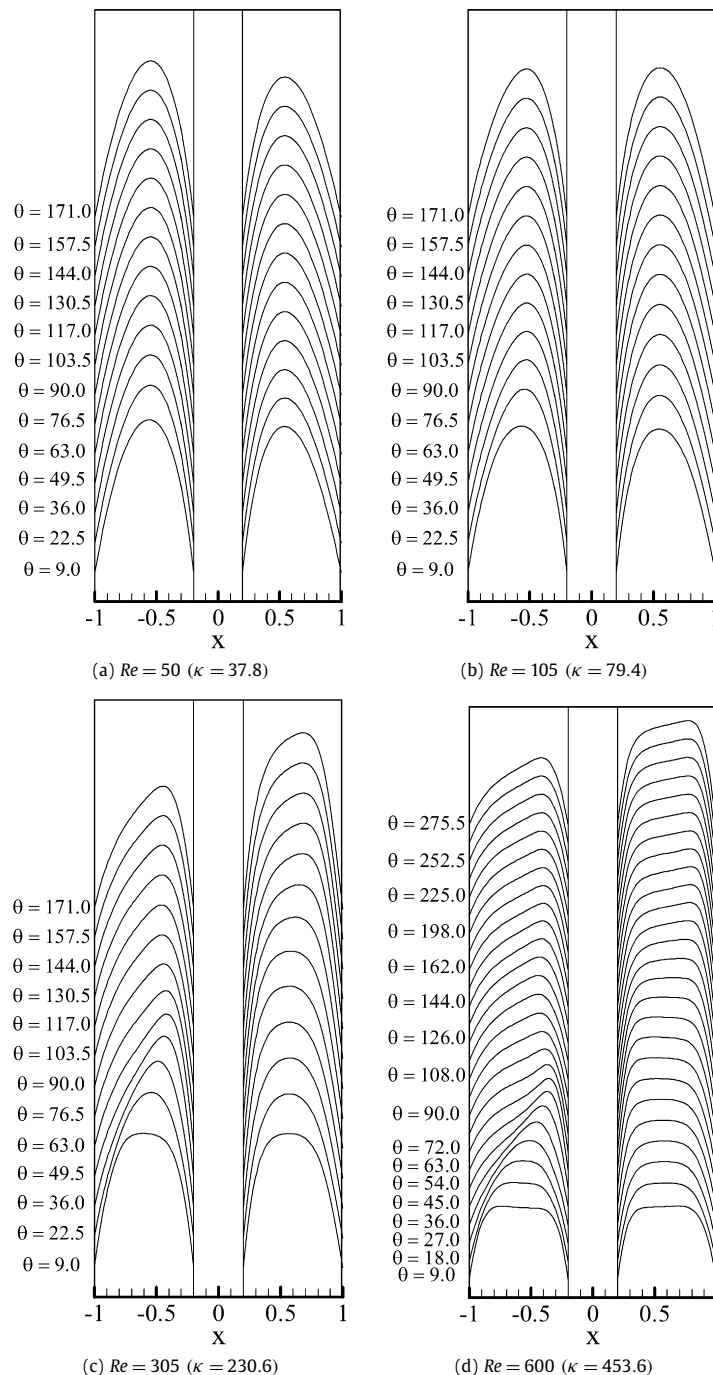 θ = 171.0
θ = 157.5
θ = 144.0
θ = 130.5
θ = 117.0
θ = 103.5
θ = 90.0
θ = 76.5
θ = 63.0
θ = 49.5
θ = 36.0
θ = 22.5
θ = 9.0
-1 -0.5 0 0.5 1
X
(a) Re = 50 (κ = 37.8)
θ = 171.0
θ = 157.5
θ = 144.0
θ = 130.5
θ = 117.0
θ = 103.5
θ = 90.0
θ = 76.5
θ = 63.0
θ = 49.5
θ = 36.0
θ = 22.5
θ = 9.0
-1 -0.5 0 0.5
X
(b) Re = 105 (κ = 79.4)
θ = 171.0
θ = 157.5
θ = 144.0
θ = 130.5
θ = 117.0
θ = 103.5
θ = 90.0
θ = 76.5
θ = 63.0
θ = 49.5
θ = 36.0
θ = 22.5
θ = 9.0
-1 -0.5 0 0.5 1
X
(c) Re = 305 (κ = 230.6)
θ = 275.5
θ = 252.5
θ = 225.0
θ = 198.0
θ = 162.0
θ = 144.0
θ = 126.0
θ = 108.0
θ = 90.0
θ = 72.0
θ = 63.0
θ = 54.0
θ = 45.0
θ = 36.0
θ = 27.0
θ = 18.0
θ = 9.0
-1 -0.5 0 0.5
X
(d) Re = 600 (κ = 453.6)